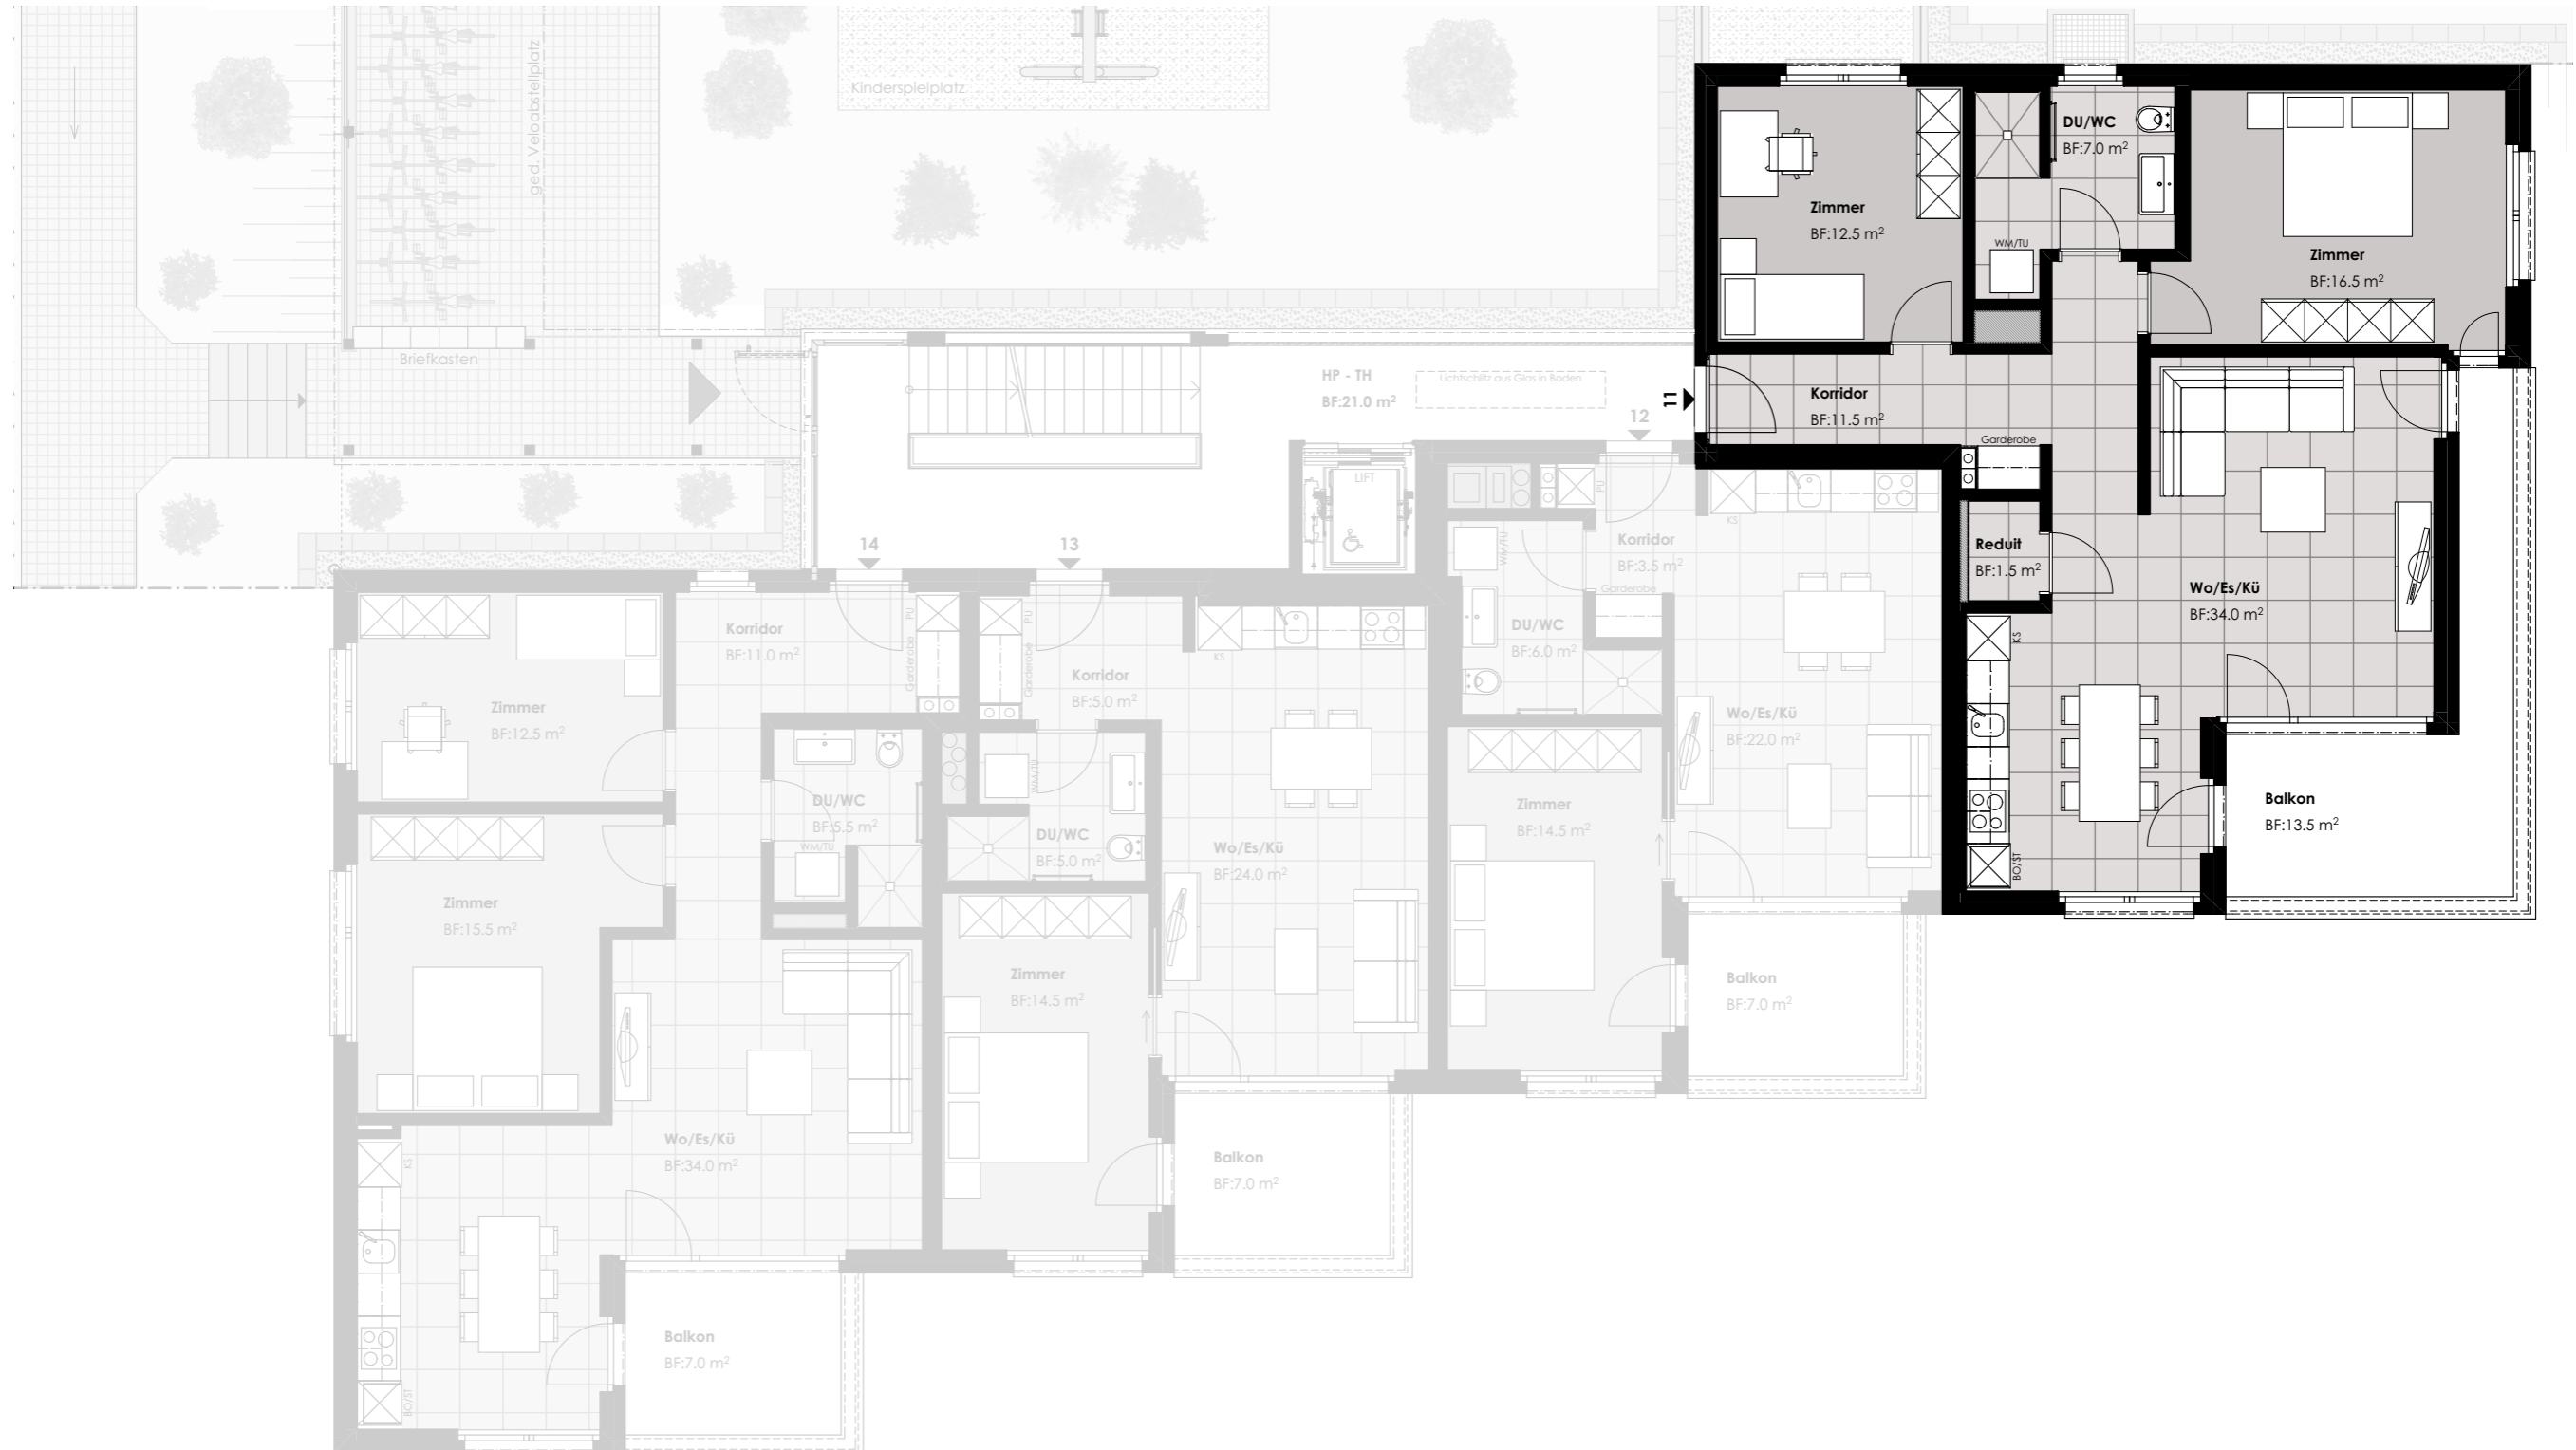 ged. Veloabstellplatz
Kinderspielplatz
Briefkasten
HP - TH
BF:21.0 m²
Lichtschlitz aus Glas in Boden
LIFT
11
12
13
14
Zimmer
BF:12.5 m²
DU/WC
BF:7.0 m²
WM/TU
Zimmer
BF:16.5 m²
Korridor
BF:11.5 m²
Garderobe
Reduit
BF:1.5 m²
Wo/Es/Kü
BF:34.0 m²
KS
BO/ST
Balkon
BF:13.5 m²
PU
Korridor
BF:3.5 m²
Garderobe
WM/TU
DU/WC
BF:6.0 m²
KS
Wo/Es/Kü
BF:22.0 m²
Zimmer
BF:14.5 m²
Balkon
BF:7.0 m²
PU
Garderobe
Korridor
BF:5.0 m²
KS
WM/TU
DU/WC
BF:5.0 m²
Wo/Es/Kü
BF:24.0 m²
Zimmer
BF:14.5 m²
Balkon
BF:7.0 m²
Korridor
BF:11.0 m²
PU
Garderobe
Zimmer
BF:12.5 m²
DU/WC
BF:5.5 m²
WM/TU
Zimmer
BF:15.5 m²
Wo/Es/Kü
BF:34.0 m²
KS
BO/ST
Balkon
BF:7.0 m²